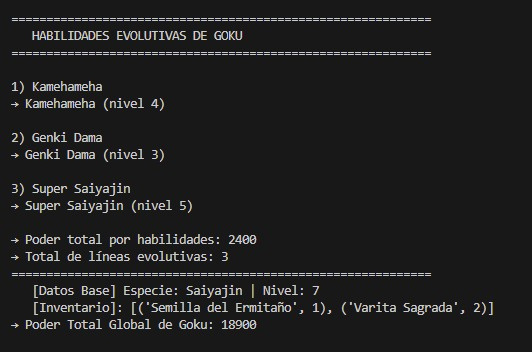 ============================================================
HABILIDADES EVOLUTIVAS DE GOKU
============================================================
1) Kamehameha
→ Kamehameha (nivel 4)
2) Genki Dama
→ Genki Dama (nivel 3)
3) Super Saiyajin
→ Super Saiyajin (nivel 5)
→ Poder total por habilidades: 2400
→ Total de líneas evolutivas: 3
============================================================
[Datos Base] Especie: Saiyajin | Nivel: 7
[Inventario]: [('Semilla del Ermitaño', 1), ('Varita Sagrada', 2)]
→ Poder Total Global de Goku: 18900